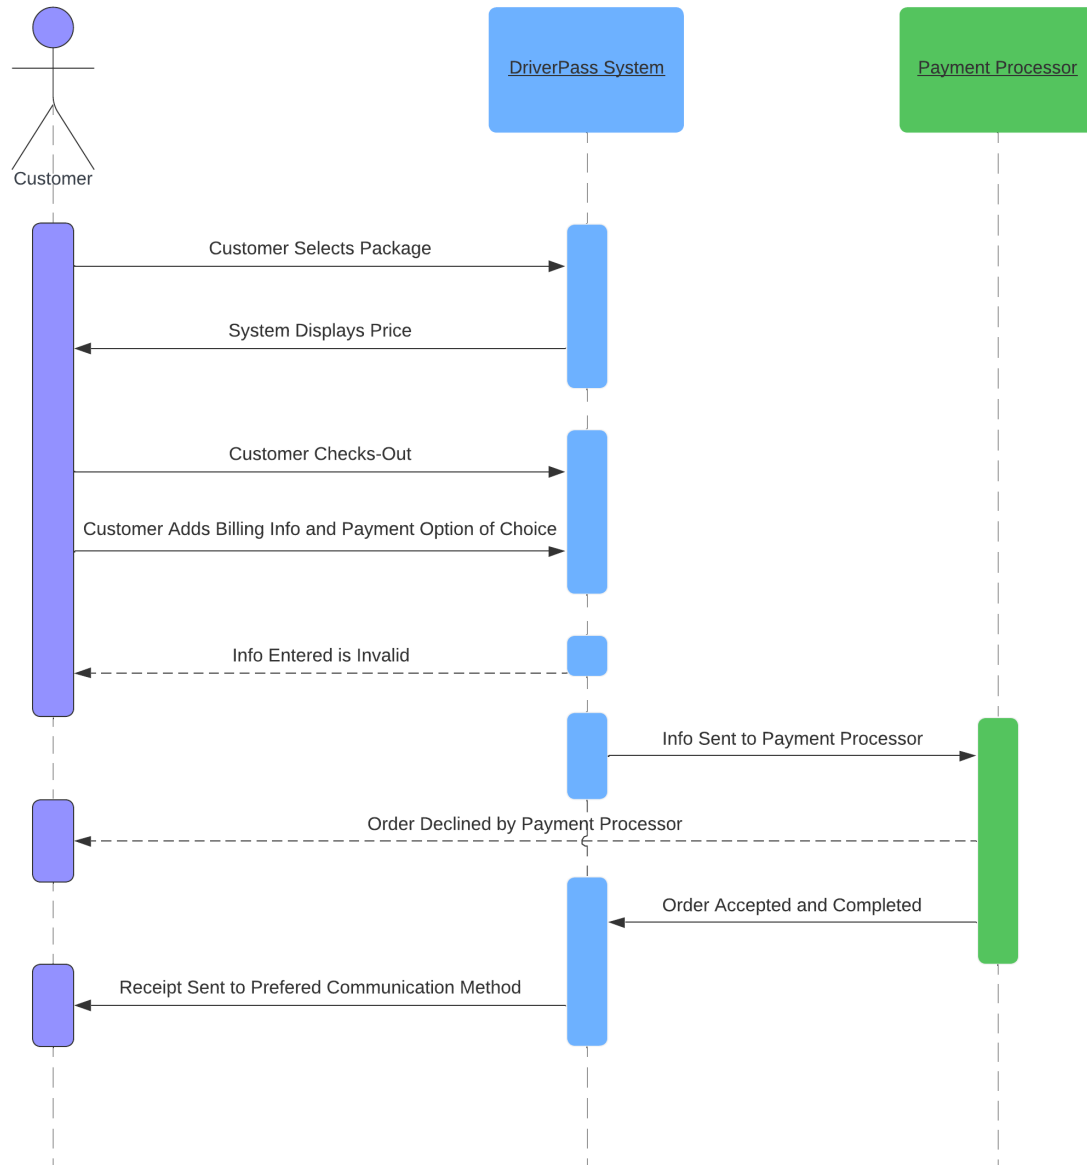 DriverPass System
Payment Processor
Customer
Customer Selects Package
System Displays Price
Customer Checks-Out
Customer Adds Billing Info and Payment Option of Choice
Info Entered is Invalid
Info Sent to Payment Processor
Order Declined by Payment Processor
Order Accepted and Completed
Receipt Sent to Prefered Communication Method